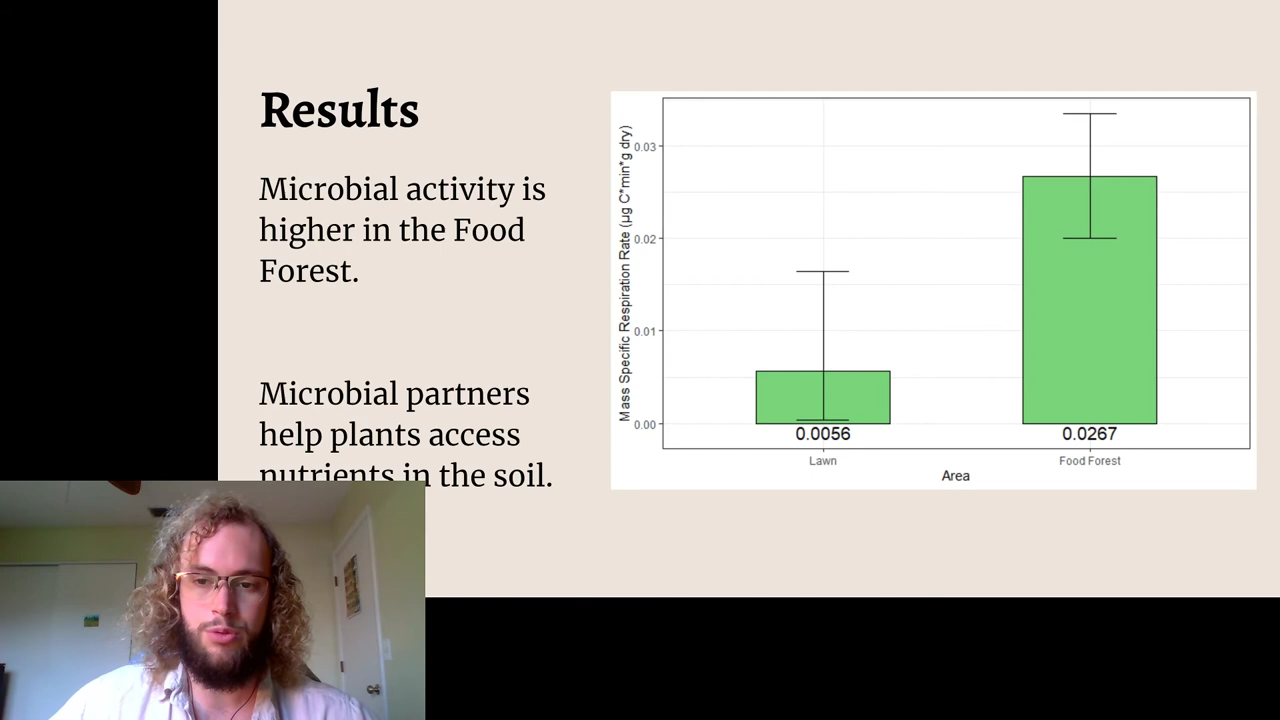 Results
Microbial activity is
higher in the Food
Forest.
Microbial partners
help plants access
nutrients in the soil.
Mass Specific Respiration Rate (µg C*min*g dry)
0.03
0.02
0.01
0.00
0.0056
0.0267
Lawn
Food Forest
Area